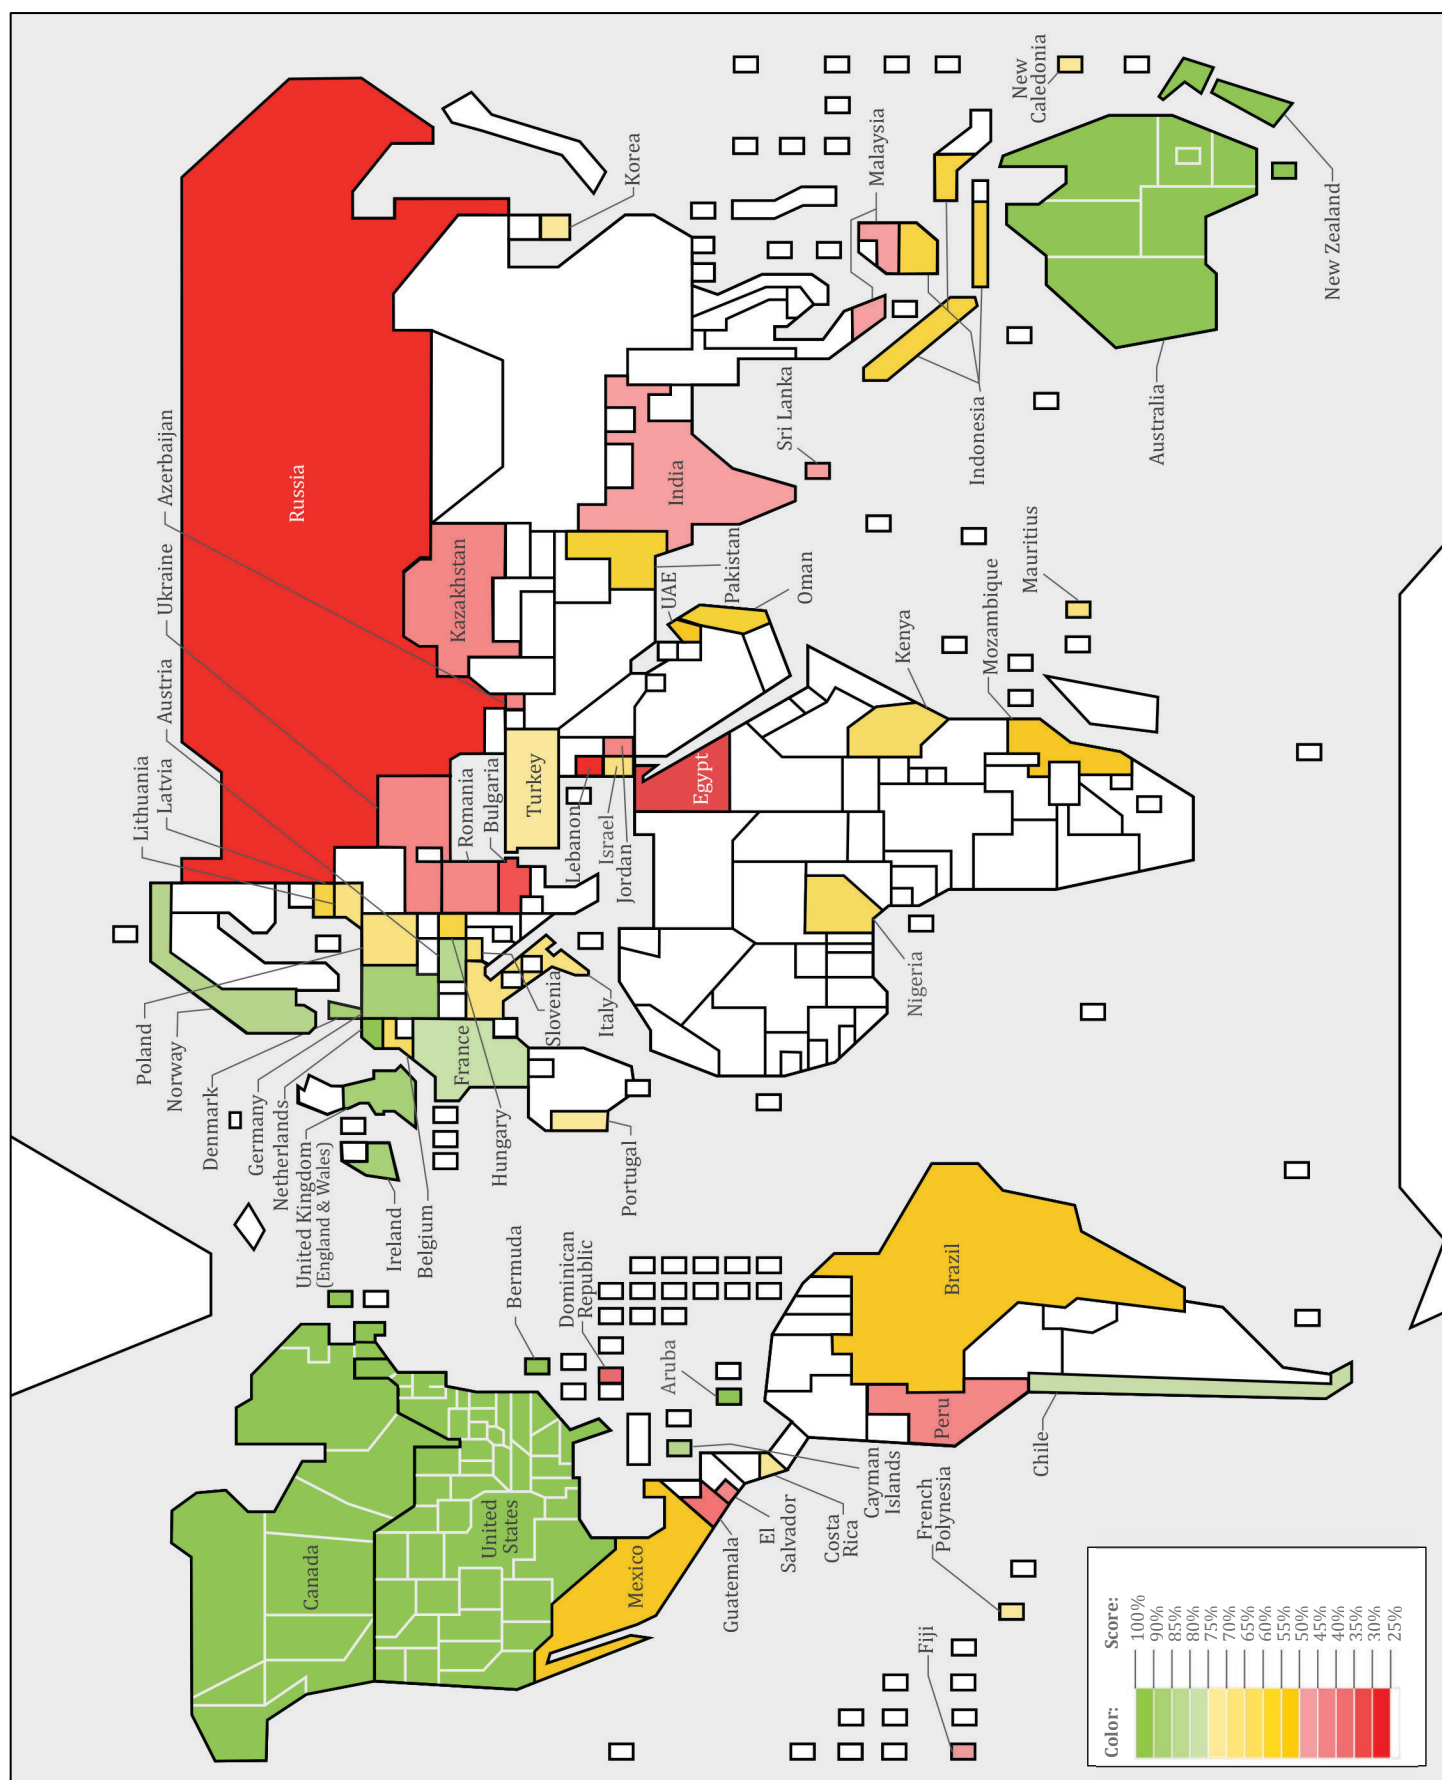 Canada
United
States
Mexico
Guatemala
El
Salvador
Costa
Rica
Cayman
Islands
Aruba
Dominican
Republic
Bermuda
French
Polynesia
Fiji
Peru
Chile
Brazil
Poland
Norway
Denmark
Germany
Netherlands
United Kingdom
(England & Wales)
Ireland
Belgium
France
Hungary
Portugal
Slovenia
Italy
Lithuania
Latvia
Austria
Ukraine
Azerbaijan
Russia
Kazakhstan
Romania
Bulgaria
Turkey
Lebanon
Israel
Jordan
Egypt
Nigeria
Kenya
Mozambique
Mauritius
UAE
Pakistan
Oman
India
Sri Lanka
Korea
Malaysia
Indonesia
New
Caledonia
Australia
New Zealand
Color: Score:
100%
90%
85%
80%
75%
70%
65%
60%
55%
50%
45%
40%
35%
30%
25%